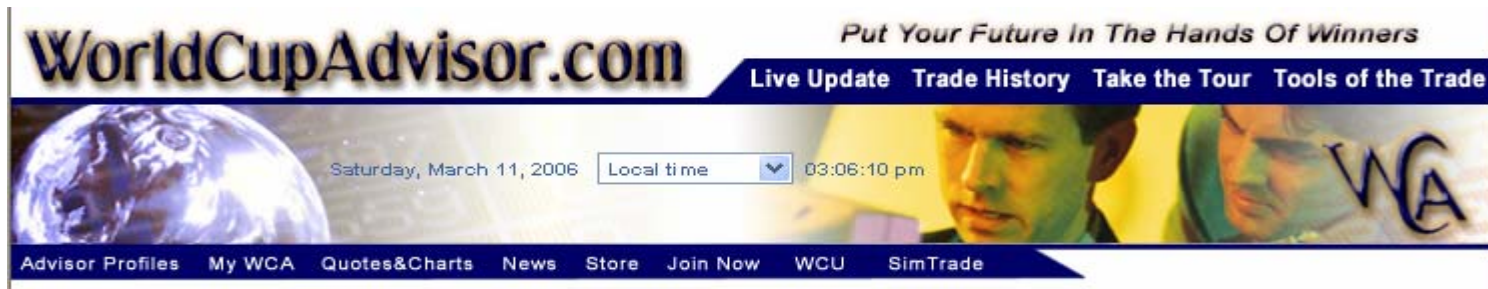 WorldCupAdvisor.com
Put Your Future In The Hands Of Winners
Live Update Trade History Take the Tour Tools of the Trade
Saturday, March 11, 2006 Local time 03:06:10 pm
WCA
Advisor Profiles My WCA Quotes&Charts News Store Join Now WCU SimTrade